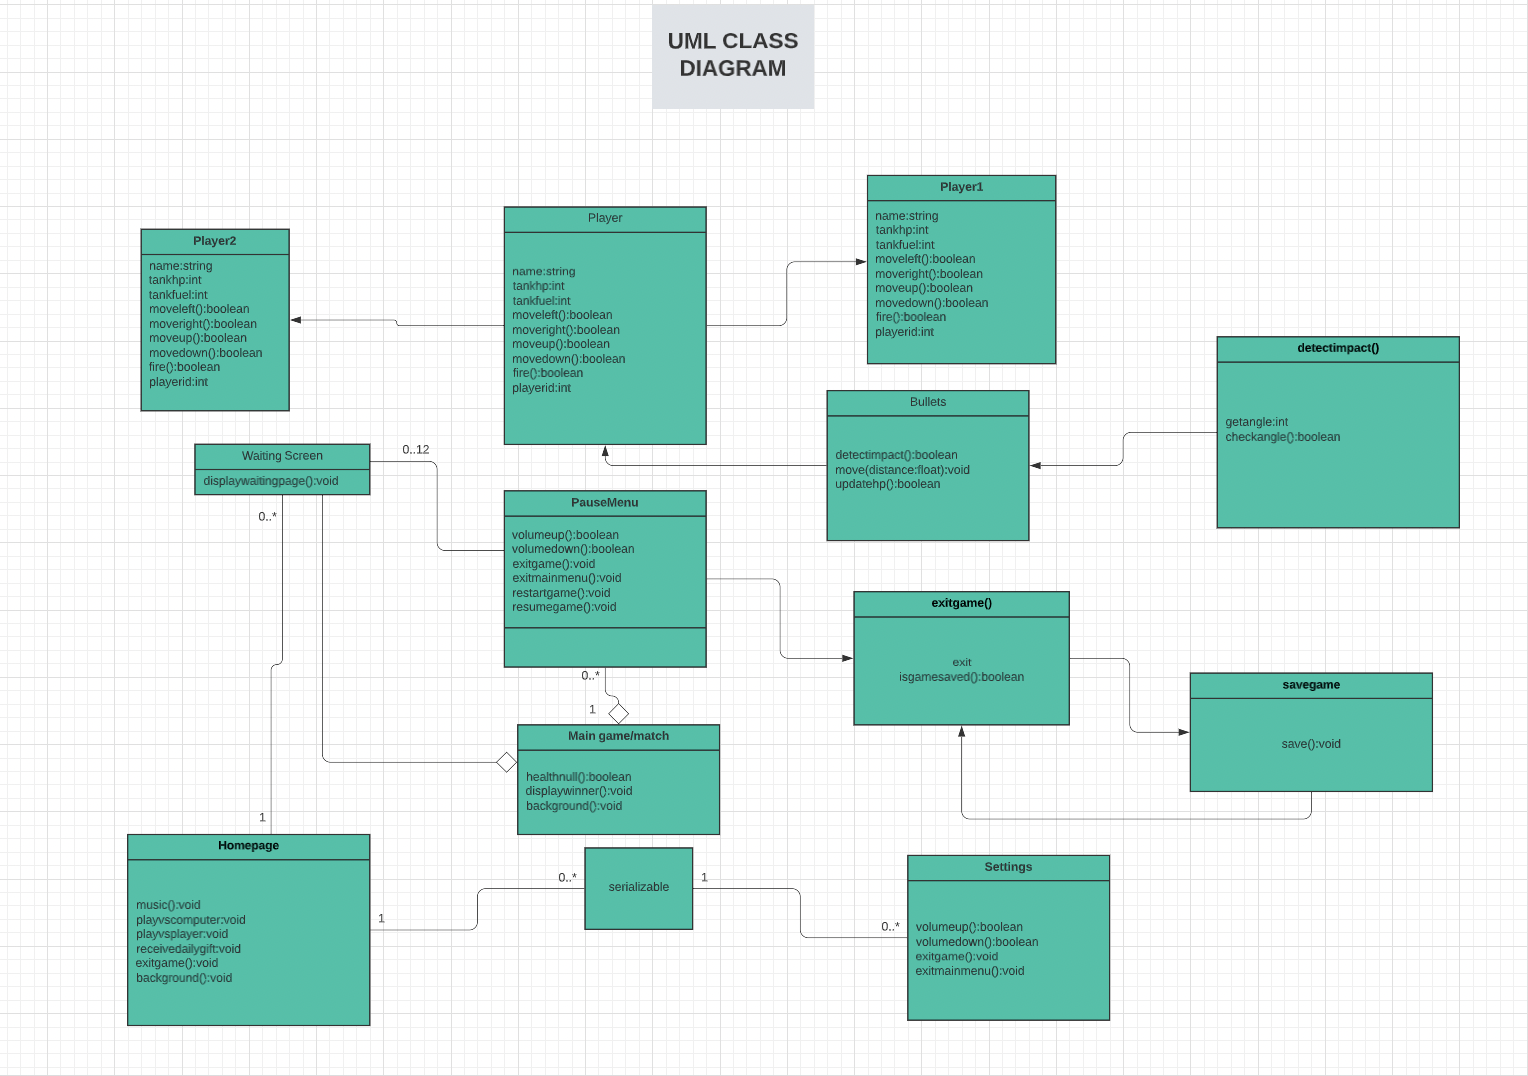 UML CLASS
DIAGRAM
Player1
name:string
tankhp:int
tankfuel:int
moveleft():boolean
moveright():boolean
moveup():boolean
movedown():boolean
fire():boolean
playerid:int
Player
name:string
tankhp:int
tankfuel:int
moveleft():boolean
moveright():boolean
moveup():boolean
movedown():boolean
fire():boolean
playerid:int
Player2
name:string
tankhp:int
tankfuel:int
moveleft():boolean
moveright():boolean
moveup():boolean
movedown():boolean
fire():boolean
playerid:int
detectimpact()
getangle:int
checkangle():boolean
Bullets
detectimpact():boolean
move(distance:float):void
updatehp():boolean
Waiting Screen
displaywaitingpage():void
0..12
0..*
PauseMenu
volumeup():boolean
volumedown():boolean
exitgame():void
exitmainmenu():void
restartgame():void
resumegame():void
0..*
1
exitgame()
exit
isgamesaved():boolean
savegame
save():void
Main game/match
healthnull():boolean
displaywinner():void
background():void
1
Homepage
music():void
playvscomputer:void
playvsplayer:void
receivedailygift:void
exitgame():void
background():void
1
0..*
serializable
1
0..*
Settings
volumeup():boolean
volumedown():boolean
exitgame():void
exitmainmenu():void